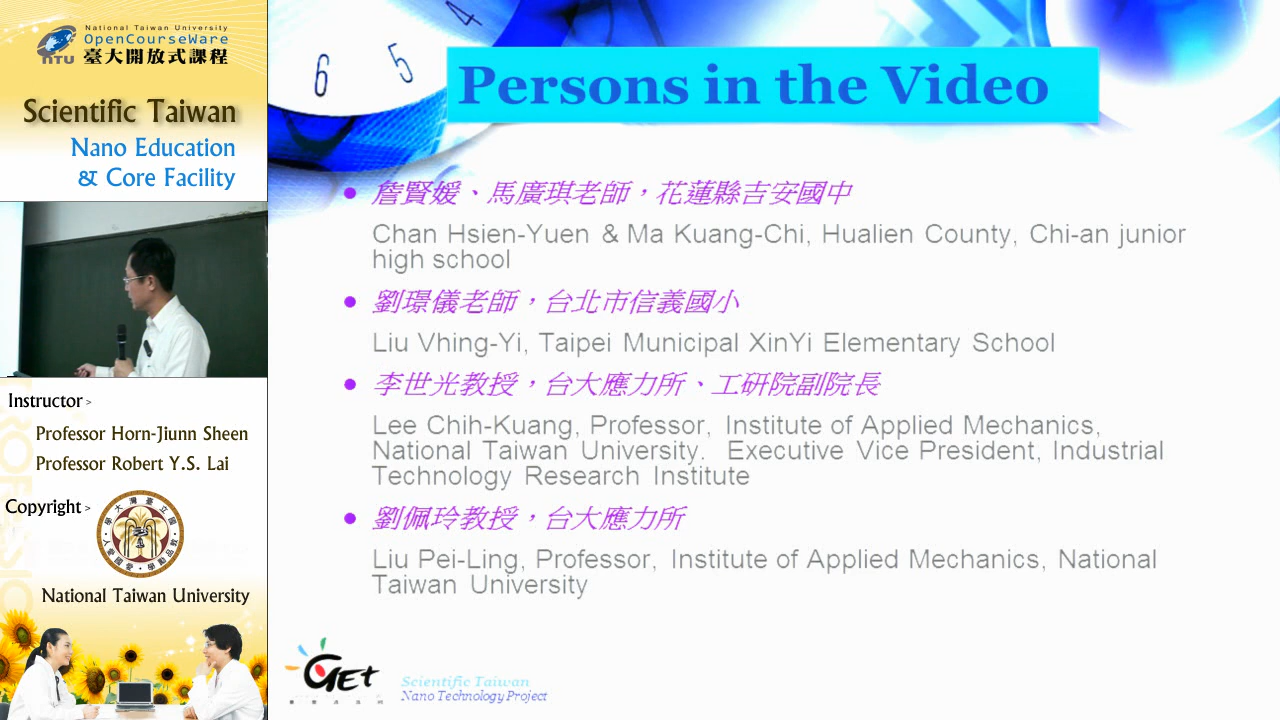 National Taiwan University
OpenCourseWare
NTU 臺大開放式課程
Scientific Taiwan
Nano Education
& Core Facility
Instructor >
Professor Horn-Jiunn Sheen
Professor Robert Y.S. Lai
Copyright >
National Taiwan University
6 5 4
Persons in the Video
• 詹賢媛、馬廣琪老師，花蓮縣吉安國中
Chan Hsien-Yuen & Ma Kuang-Chi, Hualien County, Chi-an junior
high school
• 劉璟儀老師，台北市信義國小
Liu Vhing-Yi, Taipei Municipal XinYi Elementary School
• 李世光教授，台大應力所、工研院副院長
Lee Chih-Kuang, Professor, Institute of Applied Mechanics,
National Taiwan University. Executive Vice President, Industrial
Technology Research Institute
• 劉佩玲教授，台大應力所
Liu Pei-Ling, Professor, Institute of Applied Mechanics, National
Taiwan University
GET
Scientific Taiwan
Nano Technology Project